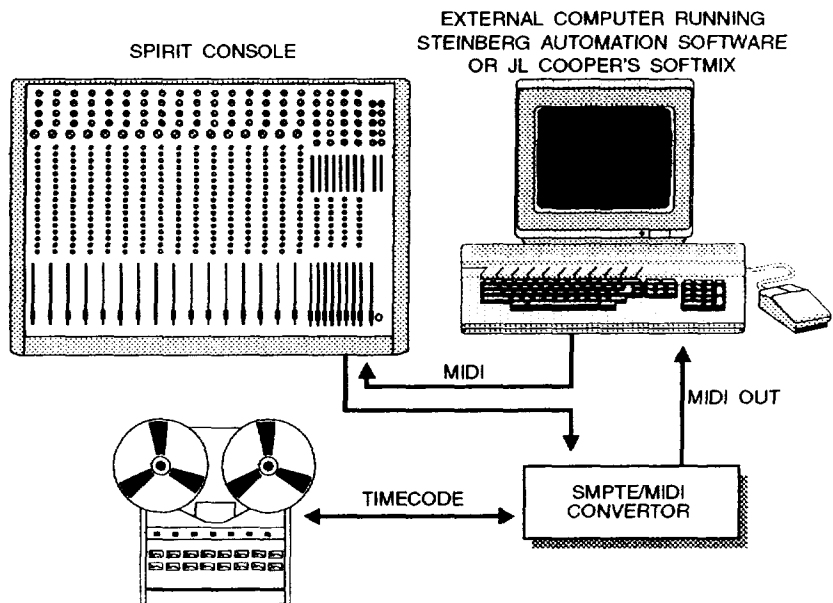 SPIRIT CONSOLE
EXTERNAL COMPUTER RUNNING
STEINBERG AUTOMATION SOFTWARE
OR JL COOPER'S SOFTMIX
MIDI
MIDI OUT
TIMECODE
SMPTE/MIDI
CONVERTOR